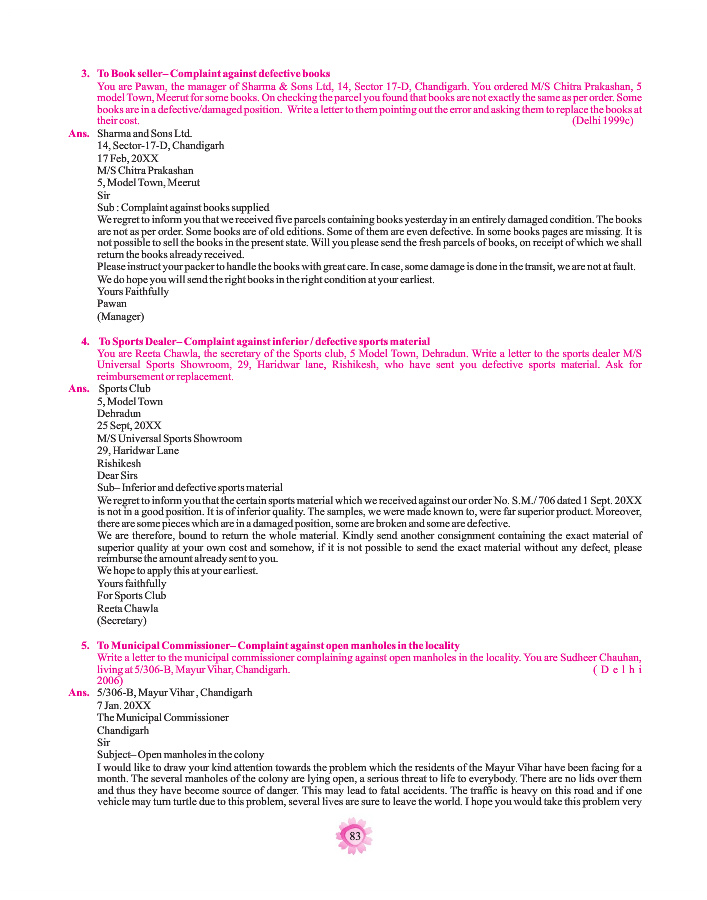 3. To Book seller– Complaint against defective books
You are Pawan, the manager of Sharma & Sons Ltd, 14, Sector 17-D, Chandigarh. You ordered M/S Chitra Prakashan, 5
model Town, Meerut for some books. On checking the parcel you found that books are not exactly the same as per order. Some
books are in a defective/damaged position. Write a letter to them pointing out the error and asking them to replace the books at
their cost. (Delhi 1999c)
Ans. Sharma and Sons Ltd.
14, Sector-17-D, Chandigarh
17 Feb, 20XX
M/S Chitra Prakashan
5, Model Town, Meerut
Sir
Sub : Complaint against books supplied
We regret to inform you that we received five parcels containing books yesterday in an entirely damaged condition. The books
are not as per order. Some books are of old editions. Some of them are even defective. In some books pages are missing. It is
not possible to sell the books in the present state. Will you please send the fresh parcels of books, on receipt of which we shall
return the books already received.
Please instruct your packer to handle the books with great care. In case, some damage is done in the transit, we are not at fault.
We do hope you will send the right books in the right condition at your earliest.
Yours Faithfully
Pawan
(Manager)
4. To Sports Dealer– Complaint against inferior / defective sports material
You are Reeta Chawla, the secretary of the Sports club, 5 Model Town, Dehradun. Write a letter to the sports dealer M/S
Universal Sports Showroom, 29, Haridwar lane, Rishikesh, who have sent you defective sports material. Ask for
reimbursement or replacement.
Ans. Sports Club
5, Model Town
Dehradun
25 Sept, 20XX
M/S Universal Sports Showroom
29, Haridwar Lane
Rishikesh
Dear Sirs
Sub– Inferior and defective sports material
We regret to inform you that the certain sports material which we received against our order No. S.M./ 706 dated 1 Sept. 20XX
is not in a good position. It is of inferior quality. The samples, we were made known to, were far superior product. Moreover,
there are some pieces which are in a damaged position, some are broken and some are defective.
We are therefore, bound to return the whole material. Kindly send another consignment containing the exact material of
superior quality at your own cost and somehow, if it is not possible to send the exact material without any defect, please
reimburse the amount already sent to you.
We hope to apply this at your earliest.
Yours faithfully
For Sports Club
Reeta Chawla
(Secretary)
5. To Municipal Commissioner– Complaint against open manholes in the locality
Write a letter to the municipal commissioner complaining against open manholes in the locality. You are Sudheer Chauhan,
living at 5/306-B, Mayur Vihar, Chandigarh. ( D e l h i
2006)
Ans. 5/306-B, Mayur Vihar , Chandigarh
7 Jan. 20XX
The Municipal Commissioner
Chandigarh
Sir
Subject– Open manholes in the colony
I would like to draw your kind attention towards the problem which the residents of the Mayur Vihar have been facing for a
month. The several manholes of the colony are lying open, a serious threat to life to everybody. There are no lids over them
and thus they have become source of danger. This may lead to fatal accidents. The traffic is heavy on this road and if one
vehicle may turn turtle due to this problem, several lives are sure to leave the world. I hope you would take this problem very
83